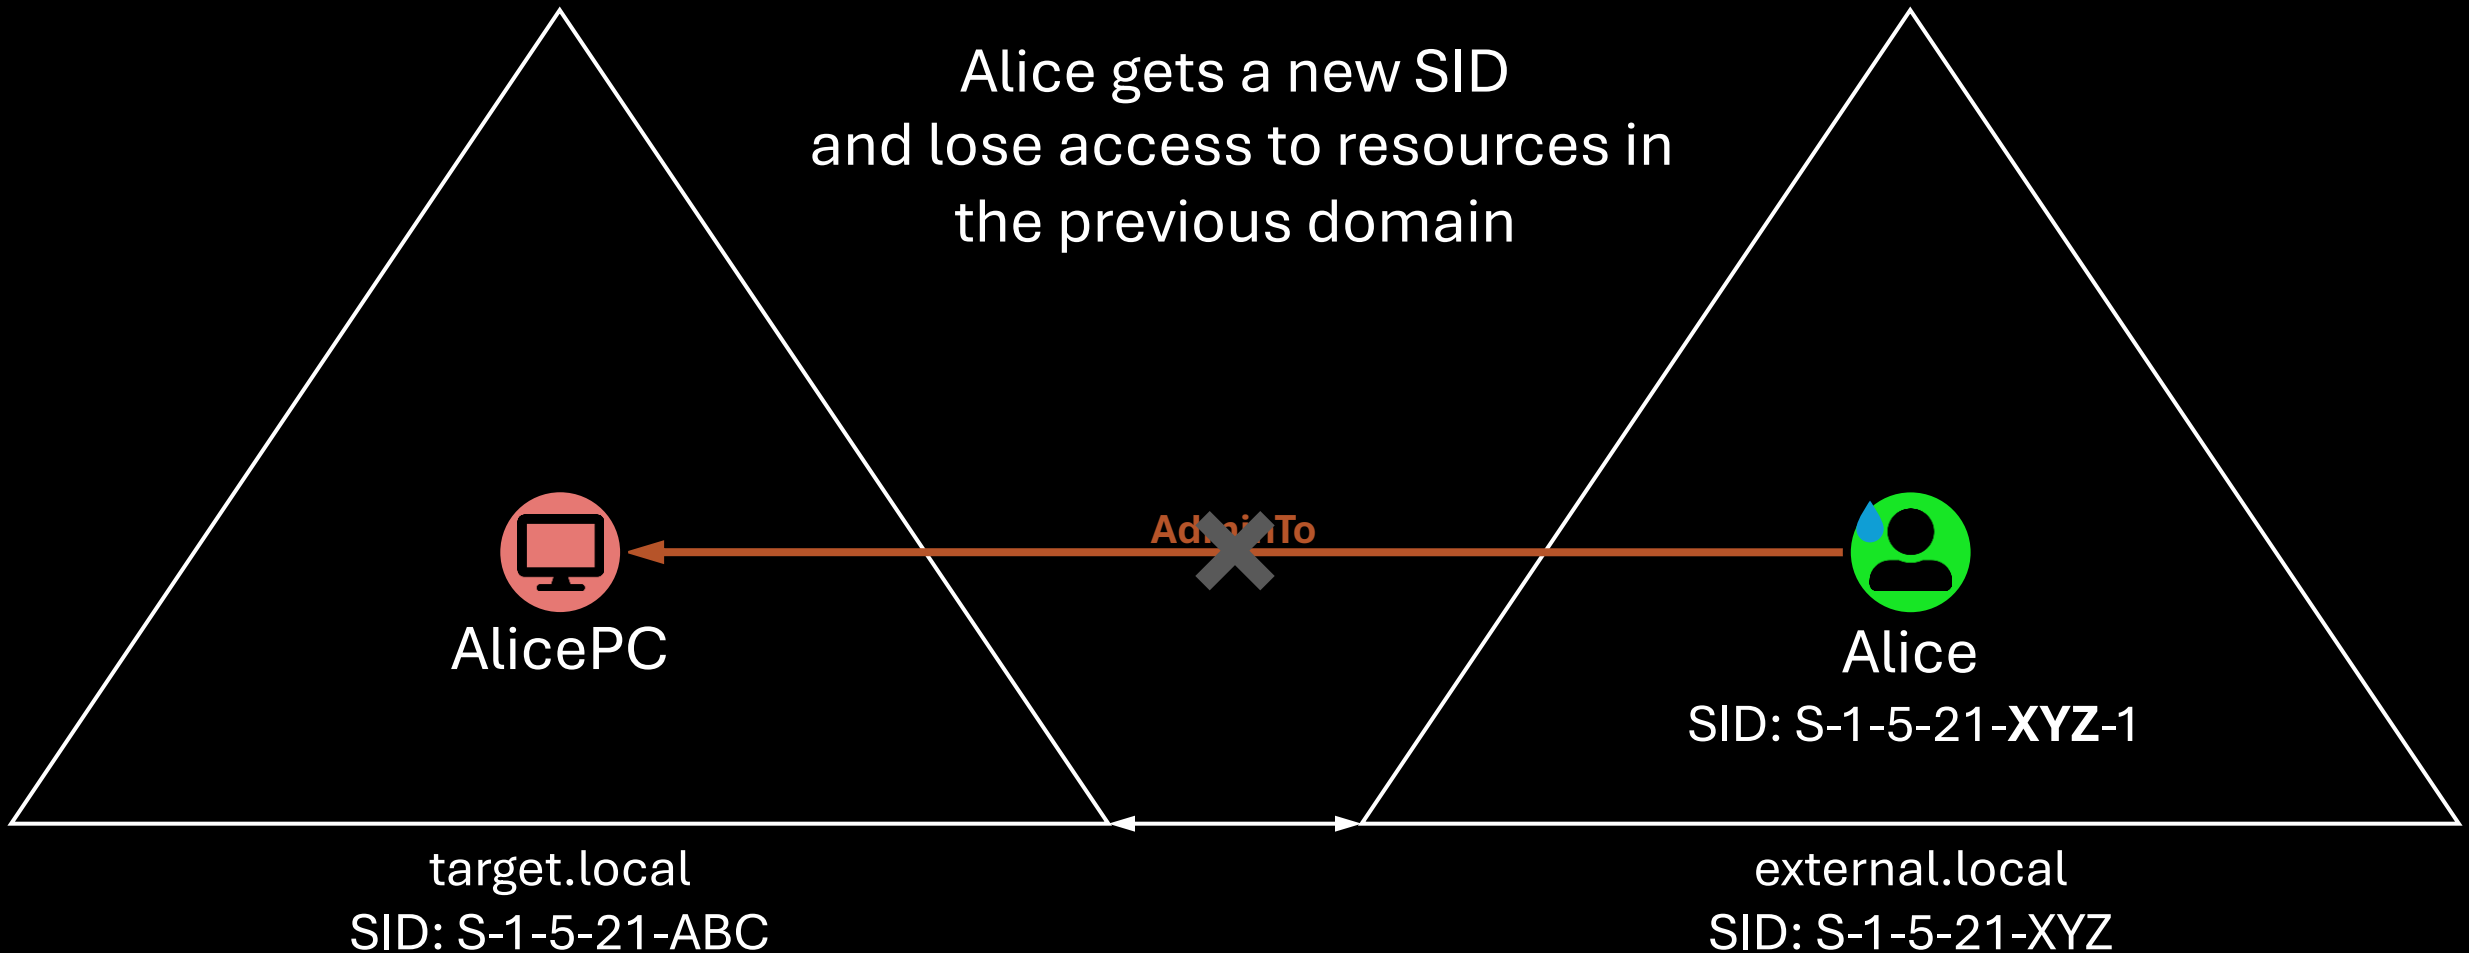 Alice gets a new SID
and lose access to resources in
the previous domain
AdminTo
AlicePC
Alice
SID: S-1-5-21-XYZ-1
target.local
SID: S-1-5-21-ABC
external.local
SID: S-1-5-21-XYZ